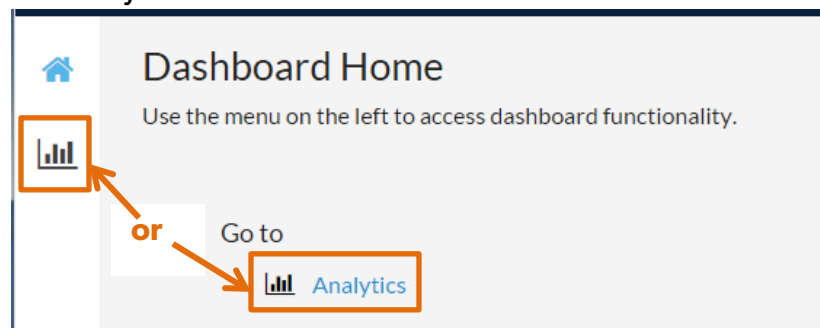 Dashboard Home
Use the menu on the left to access dashboard functionality.
or
Go to
Analytics